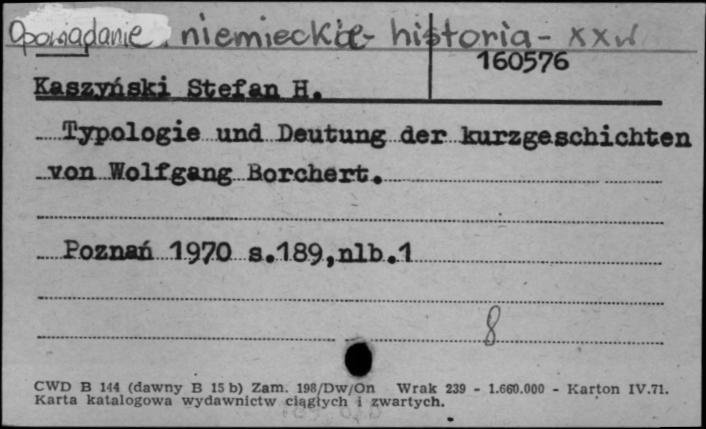 Opowiadanie niemieckie - historia - XX w
160576
Kaszyński Stefan H.
Typologie und Deutung der kurzgeschichten
von Wolfgang Borchert.
Poznań 1970 s.189,nlb.1
8
CWD B 144 (dawny B 15 b) Zam. 198/Dw/On Wrak 239 - 1.660.000 - Karton IV.71.
Karta katalogowa wydawnictw ciągłych i zwartych.